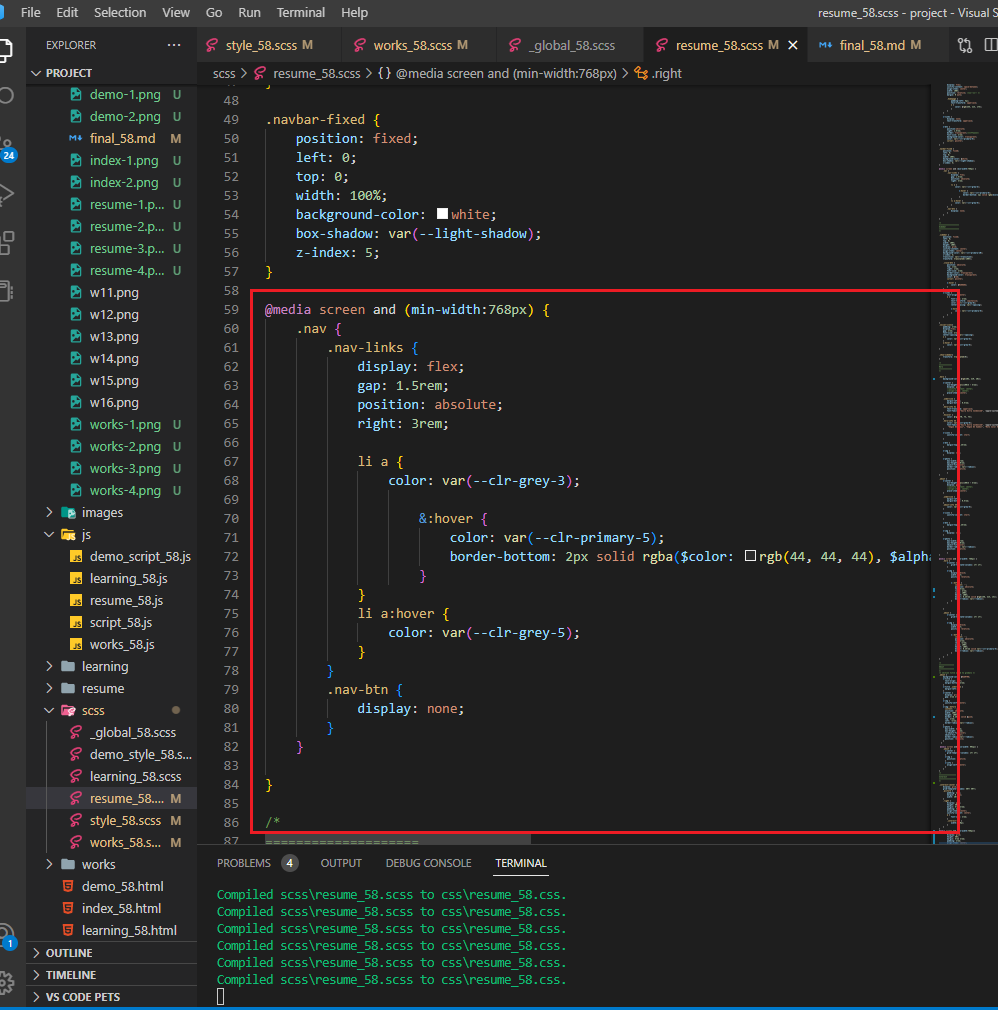 File Edit Selection View Go Run Terminal Help resume_58.scss - project - Visual S
EXPLORER ...
style_58.scss M works_58.scss M _global_58.scss resume_58.scss M final_58.md M
PROJECT
scss > resume_58.scss > {} @media screen and (min-width:768px) > .right
demo-1.png U
demo-2.png U
final_58.md M
index-1.png U
index-2.png U
resume-1.p... U
resume-2.p... U
resume-3.p... U
resume-4.p... U
w11.png
w12.png
w13.png
w14.png
w15.png
w16.png
works-1.png U
works-2.png U
works-3.png U
works-4.png U
images
js
demo_script_58.js
learning_58.js
resume_58.js
script_58.js
works_58.js
learning
resume
scss
_global_58.scss
demo_style_58.s...
learning_58.scss
resume_58.... M
style_58.scss M
works_58.s... M
works
demo_58.html
index_58.html
learning_58.html
OUTLINE
TIMELINE
VS CODE PETS
24
1
48
49 .navbar-fixed {
50 position: fixed;
51 left: 0;
52 top: 0;
53 width: 100%;
54 background-color: white;
55 box-shadow: var(--light-shadow);
56 z-index: 5;
57 }
58
59 @media screen and (min-width:768px) {
60 .nav {
61 .nav-links {
62 display: flex;
63 gap: 1.5rem;
64 position: absolute;
65 right: 3rem;
66
67 li a {
68 color: var(--clr-grey-3);
69
70 &:hover {
71 color: var(--clr-primary-5);
72 border-bottom: 2px solid rgba($color: rgb(44, 44, 44), $alpha
73 }
74 }
75 li a:hover {
76 color: var(--clr-grey-5);
77 }
78 }
79 .nav-btn {
80 display: none;
81 }
82 }
83
84 }
85
86 /*
87 ====================
PROBLEMS 4 OUTPUT DEBUG CONSOLE TERMINAL
Compiled scss\resume_58.scss to css\resume_58.css.
Compiled scss\resume_58.scss to css\resume_58.css.
Compiled scss\resume_58.scss to css\resume_58.css.
Compiled scss\resume_58.scss to css\resume_58.css.
Compiled scss\resume_58.scss to css\resume_58.css.
Compiled scss\resume_58.scss to css\resume_58.css.